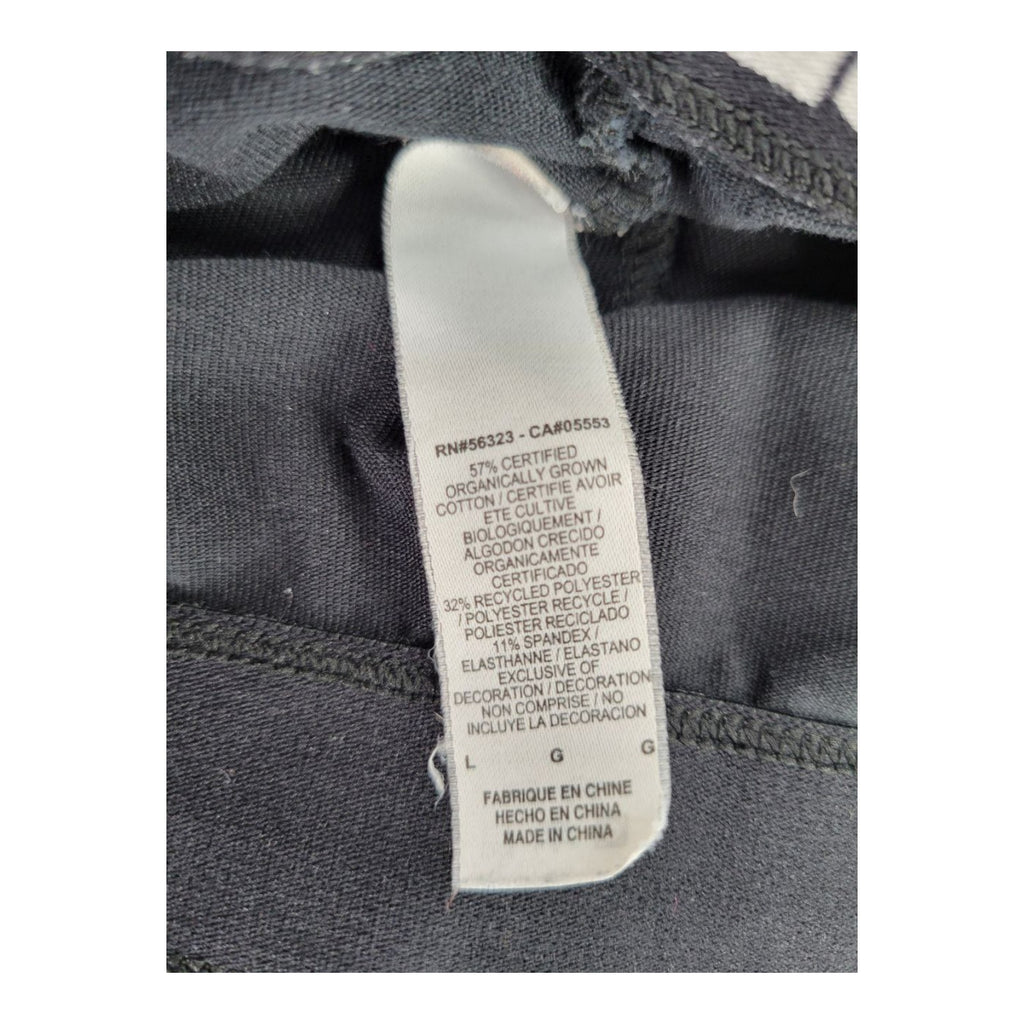 RN#56323 - CA#05553
57% CERTIFIED
ORGANICALLY GROWN
COTTON / CERTIFIE AVOIR
ETE CULTIVE
BIOLOGIQUEMENT /
ALGODON CRECIDO
ORGANICAMENTE
CERTIFICADO
32% RECYCLED POLYESTER
/ POLYESTER RECYCLE /
POLIESTER RECICLADO
11% SPANDEX /
ELASTHANNE / ELASTANO
EXCLUSIVE OF
DECORATION / DECORATION
NON COMPRISE / NO
INCLUYE LA DECORACION
L G G
FABRIQUE EN CHINE
HECHO EN CHINA
MADE IN CHINA